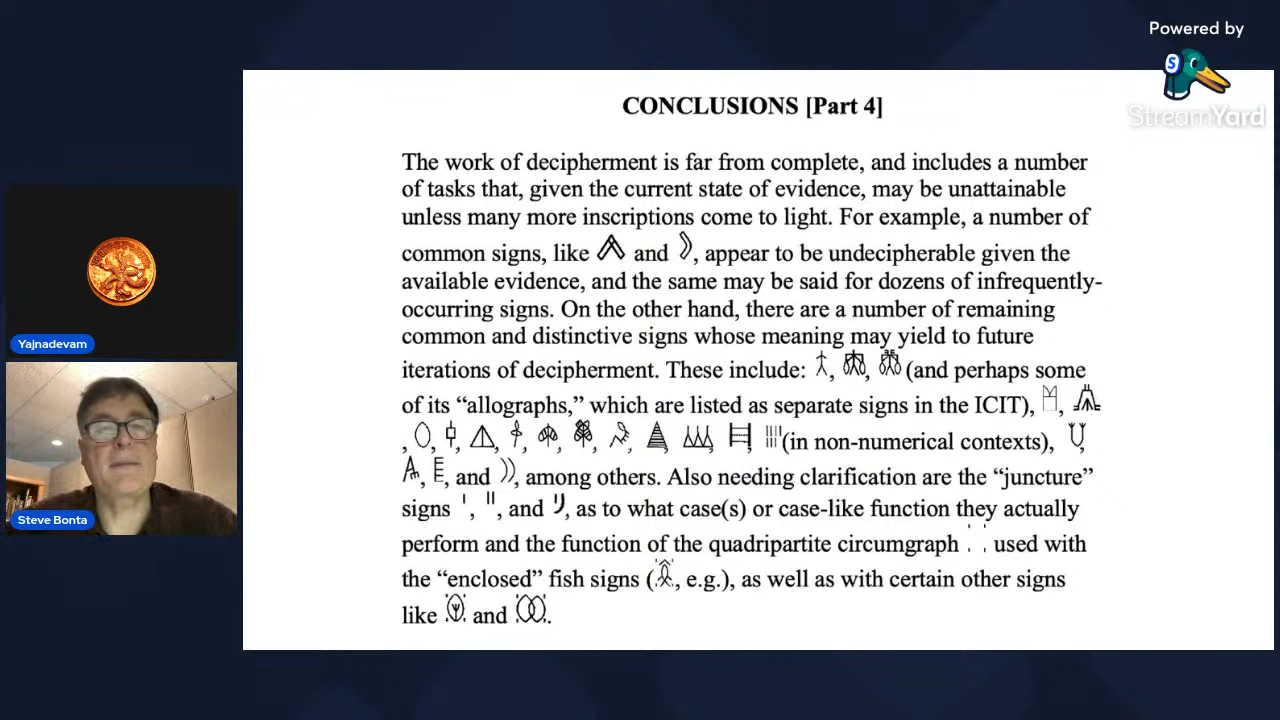 Powered by
StreamYard
CONCLUSIONS [Part 4]
The work of decipherment is far from complete, and includes a number
of tasks that, given the current state of evidence, may be unattainable
unless many more inscriptions come to light. For example, a number of
common signs, like and , appear to be undecipherable given the
available evidence, and the same may be said for dozens of infrequently-
occurring signs. On the other hand, there are a number of remaining
common and distinctive signs whose meaning may yield to future
iterations of decipherment. These include: , , (and perhaps some
of its “allographs,” which are listed as separate signs in the ICIT), ,
, , , , , , , , , , (in non-numerical contexts), ,
, , and , among others. Also needing clarification are the “juncture”
signs , , and , as to what case(s) or case-like function they actually
perform and the function of the quadripartite circumgraph used with
the “enclosed” fish signs ( , e.g.), as well as with certain other signs
like and .
Yajnadevam
Steve Bonta